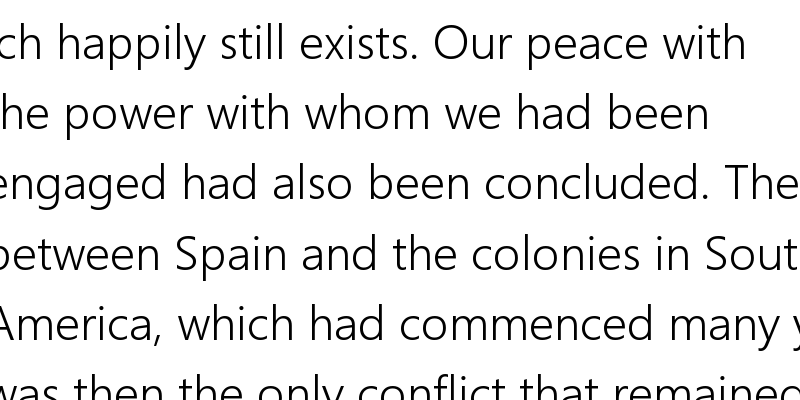 ch happily still exists. Our peace with
the power with whom we had been
engaged had also been concluded. The
between Spain and the colonies in Sout
America, which had commenced many y
was then the only conflict that remained